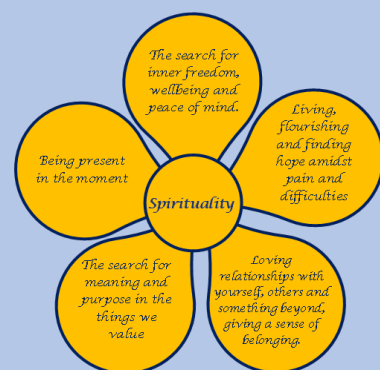 The search for
inner freedom,
wellbeing and
peace of mind.
Living,
flourishing
and finding
hope amidst
pain and
difficulties
Being present
in the moment
Spirituality
The search for
meaning and
purpose in the
things we
value
Loving
relationships with
yourself, others and
something beyond,
giving a sense of
belonging.